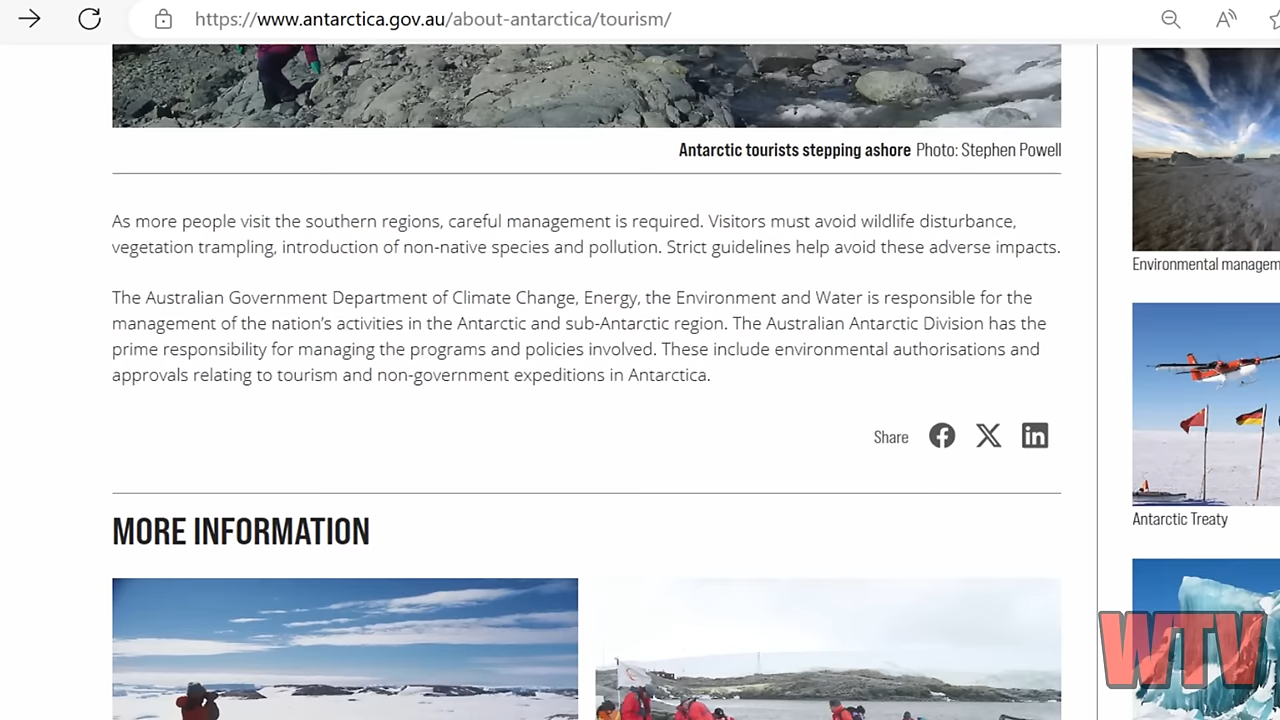 https://www.antarctica.gov.au/about-antarctica/tourism/
Antarctic tourists stepping ashore Photo: Stephen Powell
As more people visit the southern regions, careful management is required. Visitors must avoid wildlife disturbance,
vegetation trampling, introduction of non-native species and pollution. Strict guidelines help avoid these adverse impacts.
The Australian Government Department of Climate Change, Energy, the Environment and Water is responsible for the
management of the nation's activities in the Antarctic and sub-Antarctic region. The Australian Antarctic Division has the
prime responsibility for managing the programs and policies involved. These include environmental authorisations and
approvals relating to tourism and non-government expeditions in Antarctica.
Share
MORE INFORMATION
Environmental managem
Antarctic Treaty
WTV